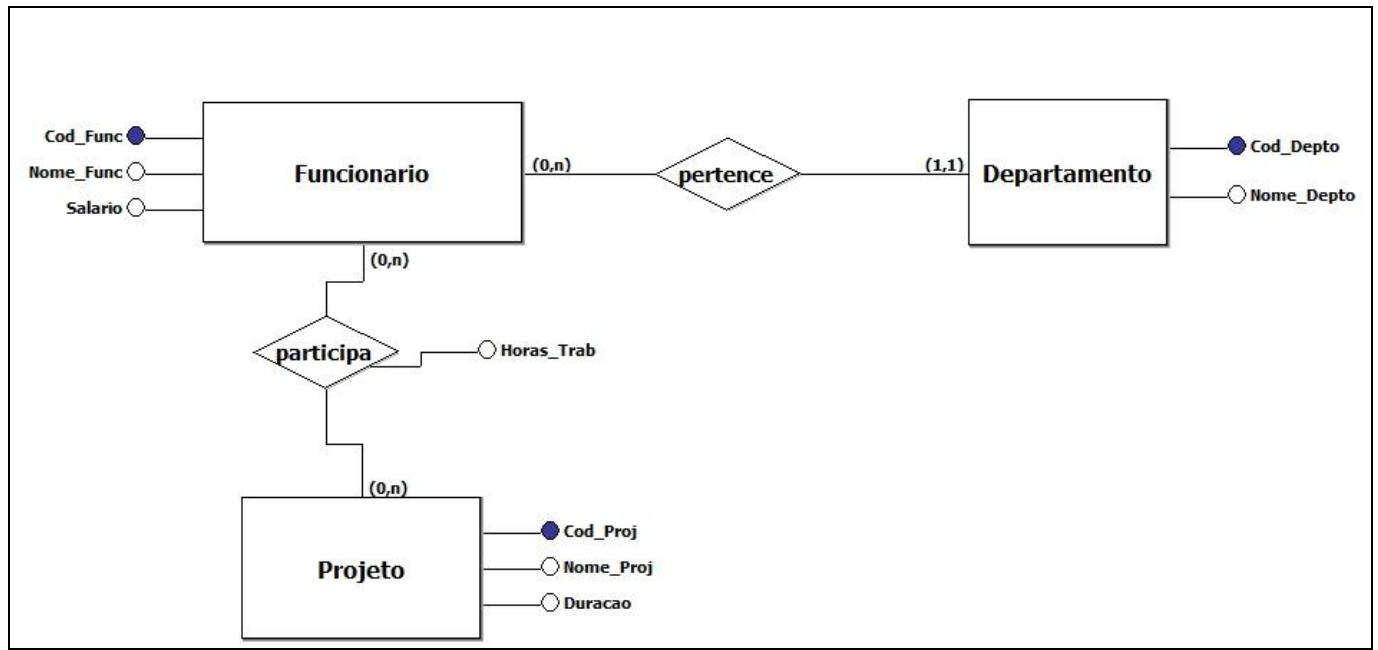 Cod_Func
Nome_Func
Salario
Funcionario
(0,n)
pertence
(1,1)
Departamento
Cod_Depto
Nome_Depto
(0,n)
participa
Horas_Trab
(0,n)
Projeto
Cod_Proj
Nome_Proj
Duracao